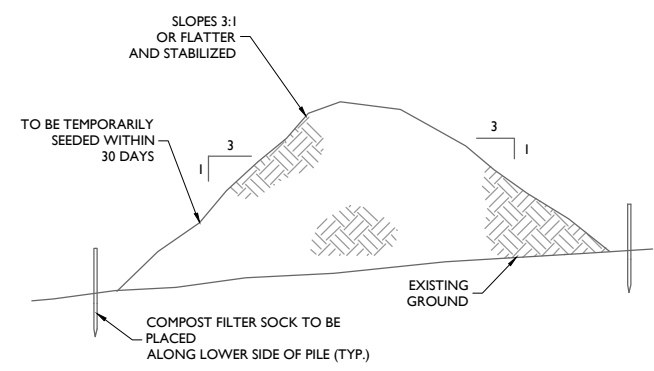 SLOPES 3:1
OR FLATTER
AND STABILIZED
TO BE TEMPORARILY
SEEDED WITHIN
30 DAYS
3
1
3
1
EXISTING
GROUND
COMPOST FILTER SOCK TO BE
PLACED
ALONG LOWER SIDE OF PILE (TYP.)